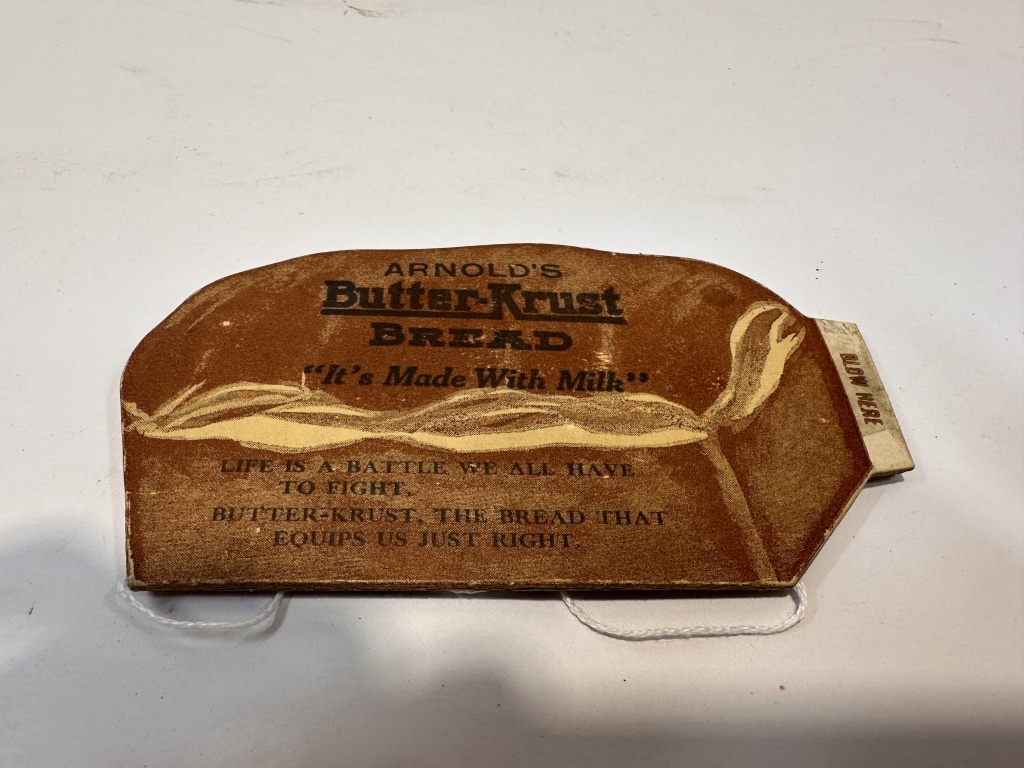 ARNOLD'S
Butter-Krust
BREAD
"It's Made With Milk"
LIFE IS A BATTLE WE ALL HAVE
TO FIGHT.
BUTTER-KRUST, THE BREAD THAT
EQUIPS US JUST RIGHT.
BLOW HERE